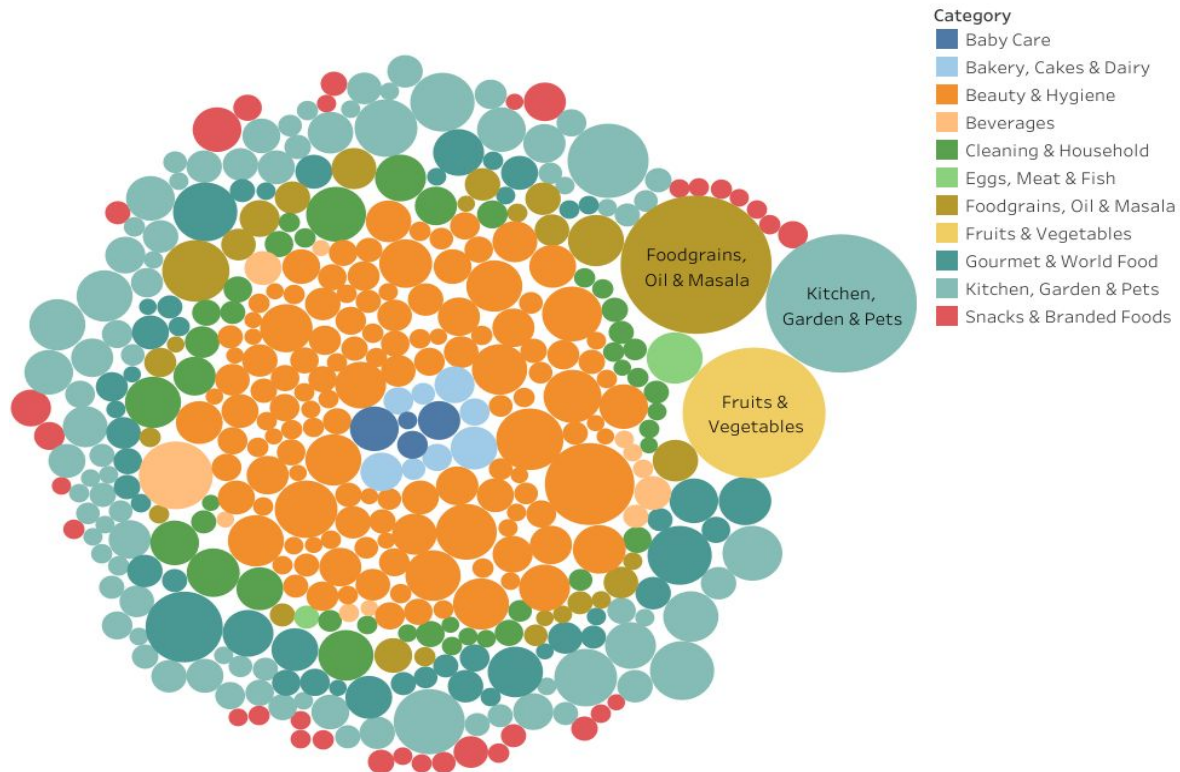 Category
Baby Care
Bakery, Cakes & Dairy
Beauty & Hygiene
Beverages
Cleaning & Household
Eggs, Meat & Fish
Foodgrains, Oil & Masala
Fruits & Vegetables
Gourmet & World Food
Kitchen, Garden & Pets
Snacks & Branded Foods
Foodgrains,
Oil & Masala
Kitchen,
Garden & Pets
Fruits &
Vegetables